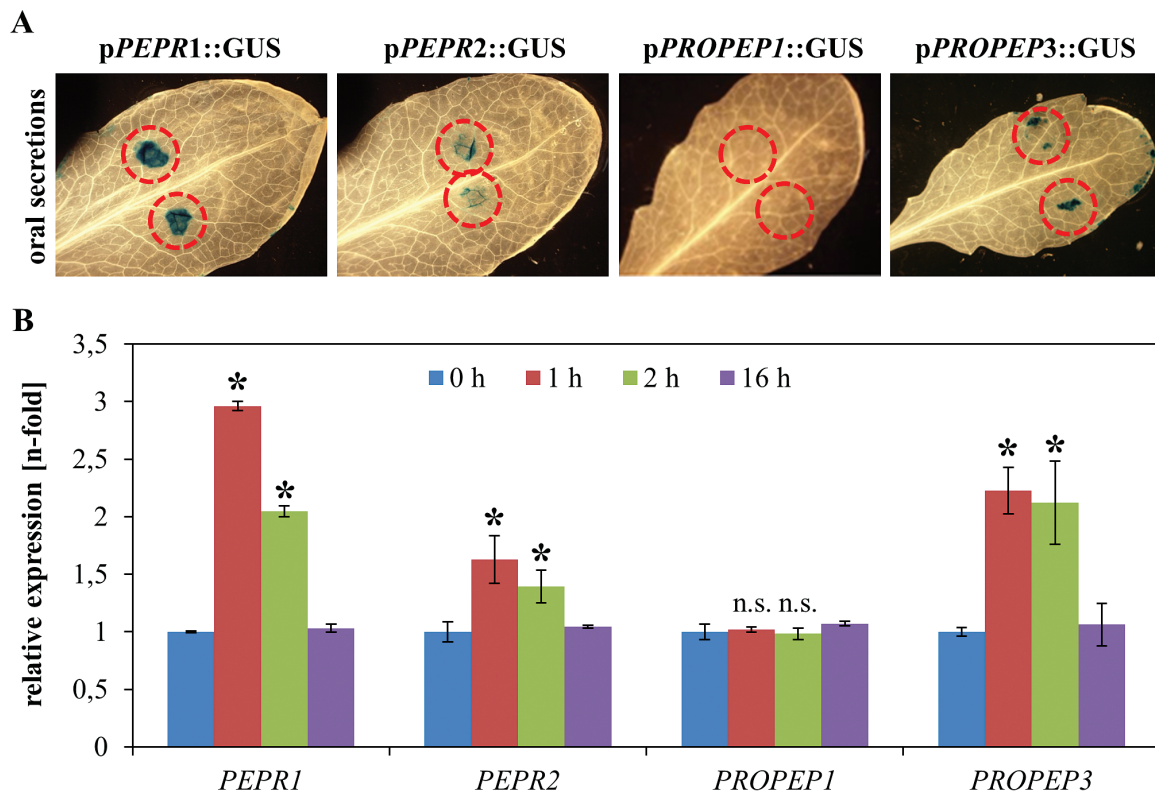 A
pPEPR1::GUS pPEPR2::GUS pPROPEP1::GUS pPROPEP3::GUS
oral secretions
B
relative expression [n-fold]
3,5
3
2,5
2
1,5
1
0,5
0
0 h 1 h 2 h 16 h
* * * * n.s. n.s. * *
PEPR1 PEPR2 PROPEP1 PROPEP3